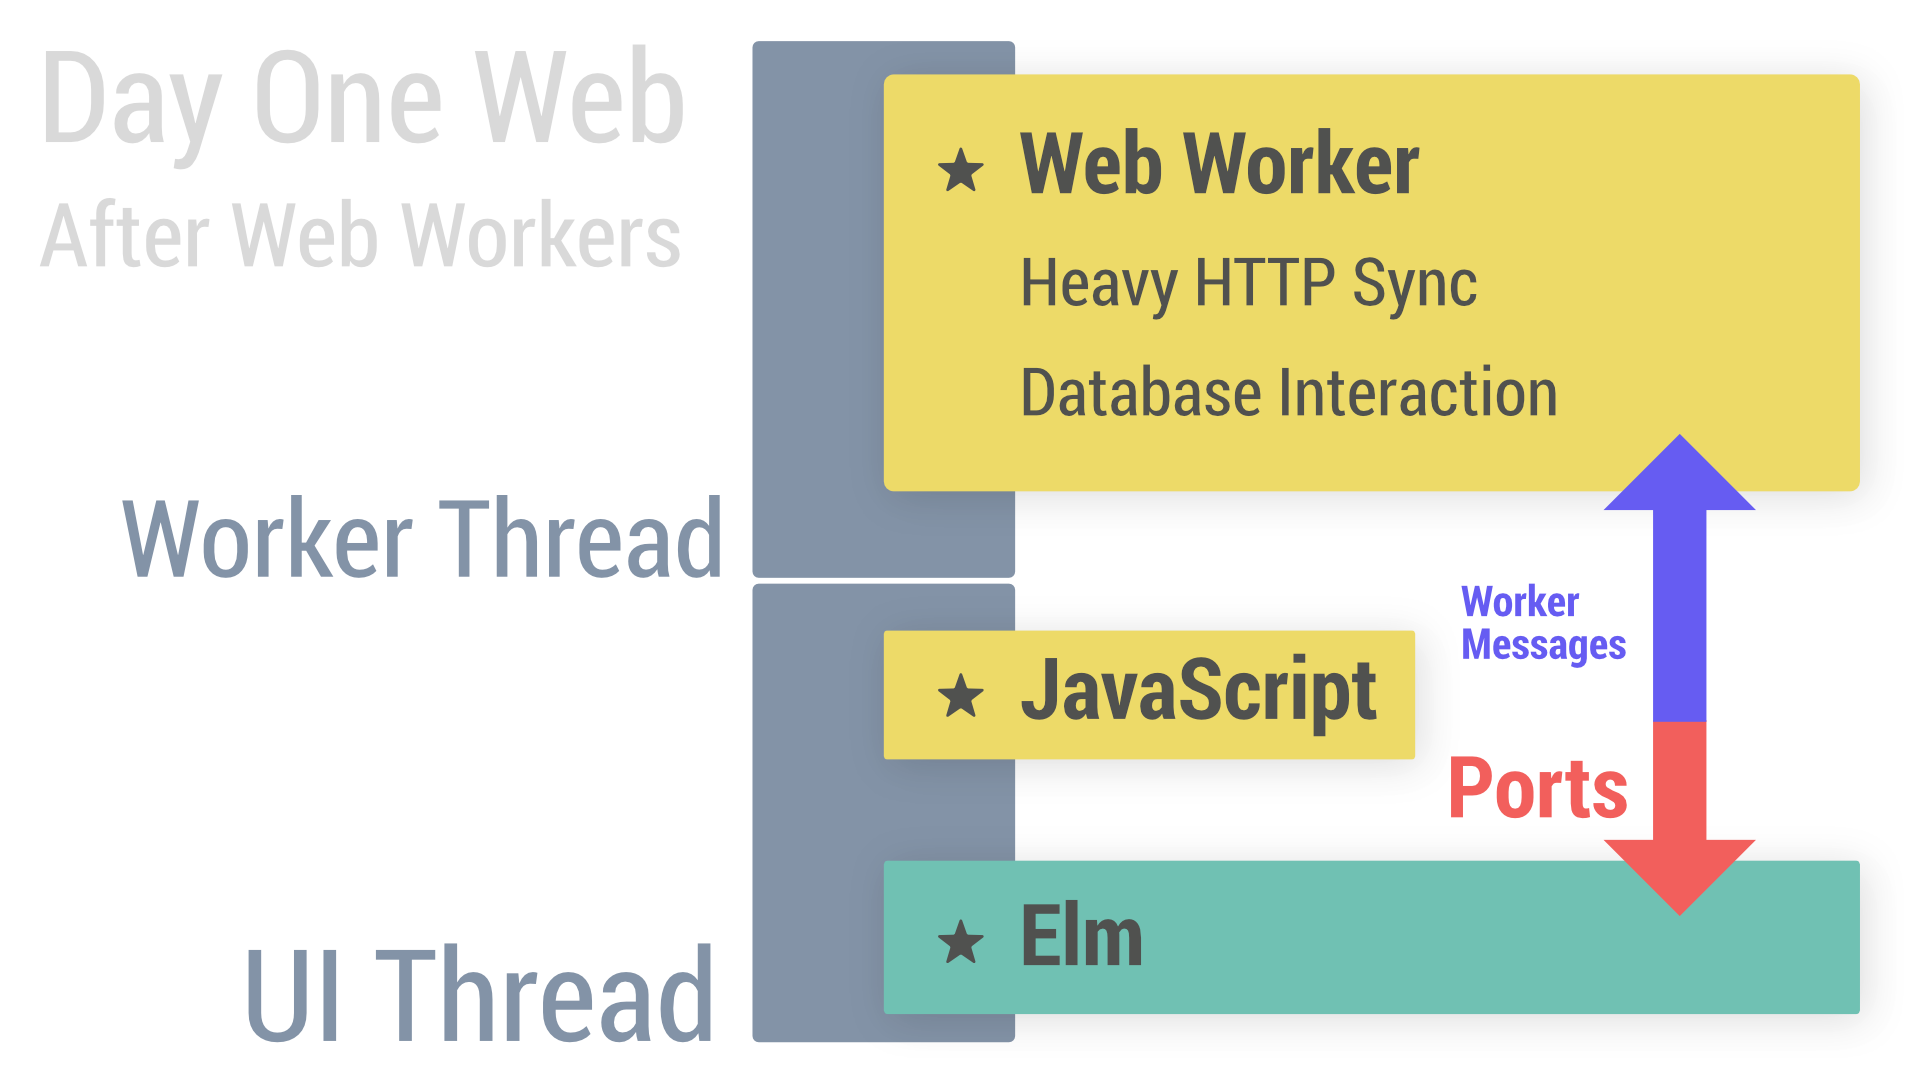 Day One Web
After Web Workers
Worker Thread
UI Thread
★ Web Worker
Heavy HTTP Sync
Database Interaction
★ JavaScript
Worker
Messages
Ports
★ Elm